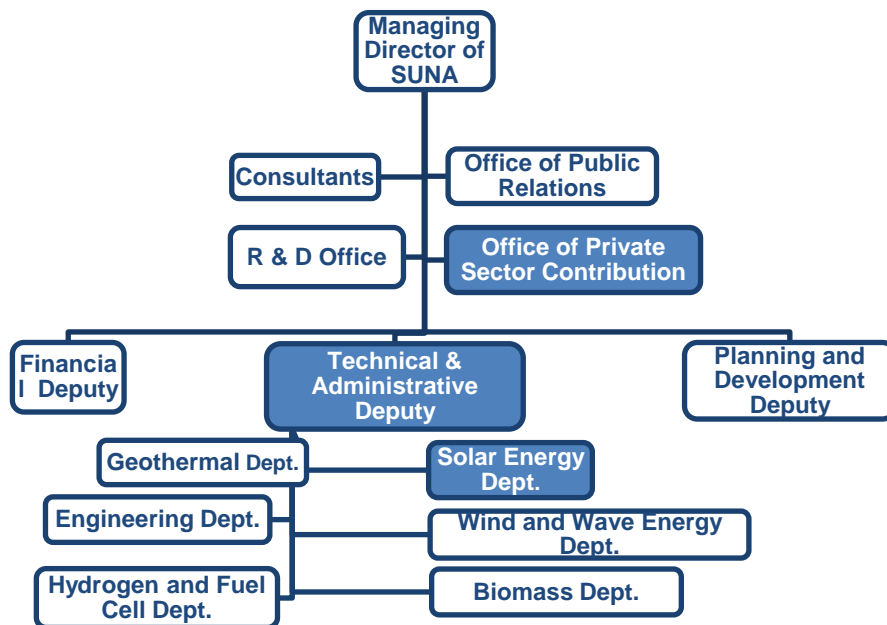 Managing
Director of
SUNA
Consultants
Office of Public
Relations
R & D Office
Office of Private
Sector Contribution
Financia
l Deputy
Technical &
Administrative
Deputy
Planning and
Development
Deputy
Geothermal Dept.
Solar Energy
Dept.
Engineering Dept.
Wind and Wave Energy
Dept.
Hydrogen and Fuel
Cell Dept.
Biomass Dept.